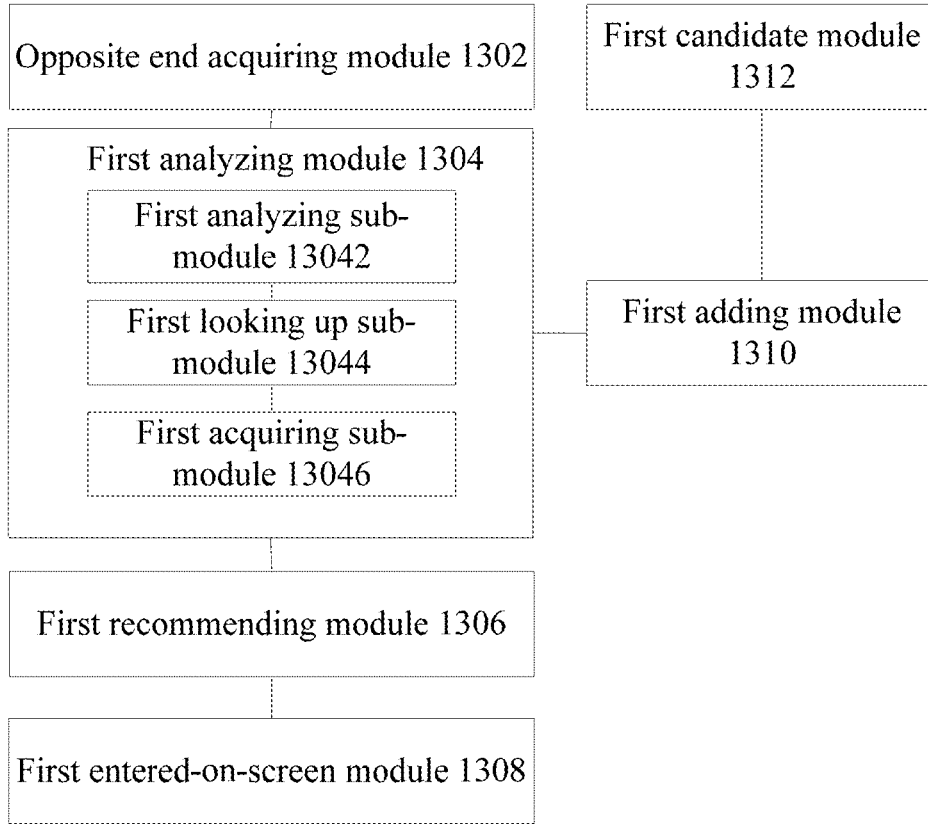 Opposite end acquiring module 1302
First candidate module
1312
First analyzing module 1304
First analyzing sub-
module 13042
First looking up sub-
module 13044
First acquiring sub-
module 13046
First adding module
1310
First recommending module 1306
First entered-on-screen module 1308